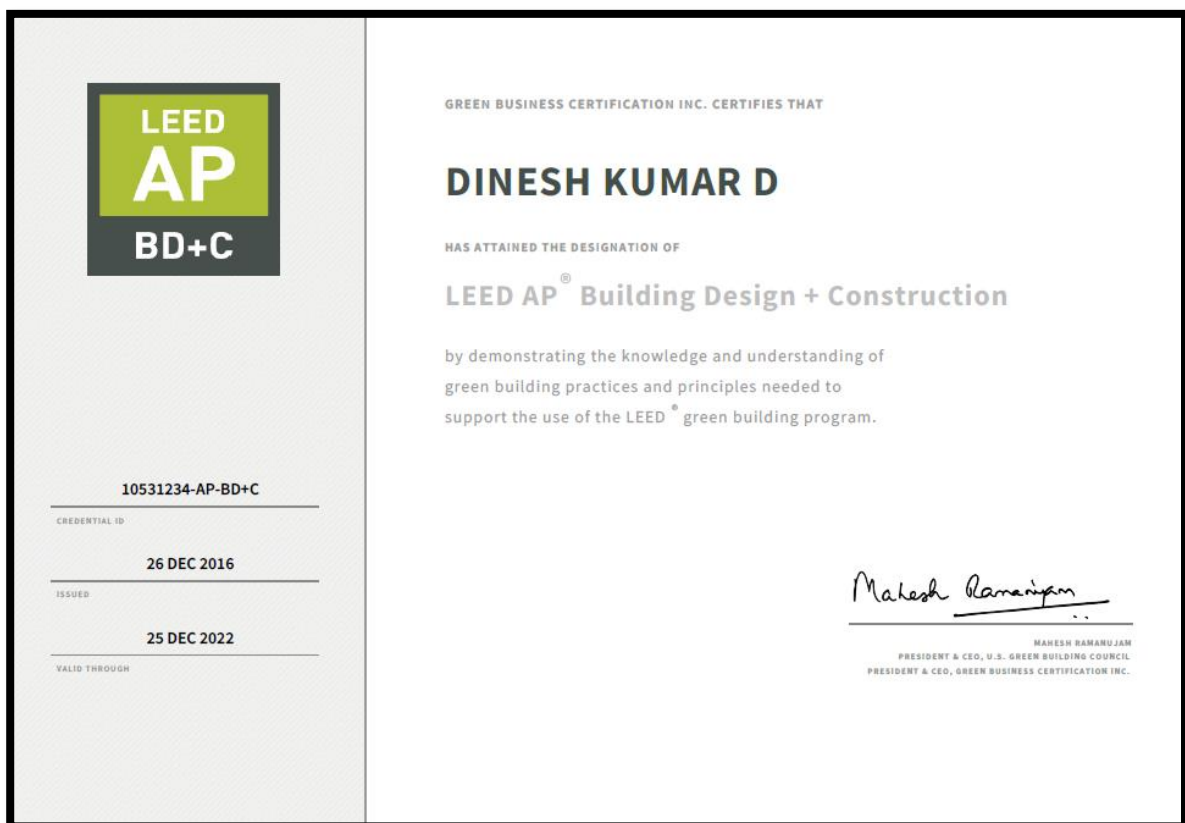 LEED
AP
BD+C
10531234-AP-BD+C
CREDENTIAL ID
26 DEC 2016
ISSUED
25 DEC 2022
VALID THROUGH
GREEN BUSINESS CERTIFICATION INC. CERTIFIES THAT
DINESH KUMAR D
HAS ATTAINED THE DESIGNATION OF
LEED AP® Building Design + Construction
by demonstrating the knowledge and understanding of
green building practices and principles needed to
support the use of the LEED ® green building program.
Mahesh Ramanujam
MAHESH RAMANUJAM
PRESIDENT & CEO, U.S. GREEN BUILDING COUNCIL
PRESIDENT & CEO, GREEN BUSINESS CERTIFICATION INC.